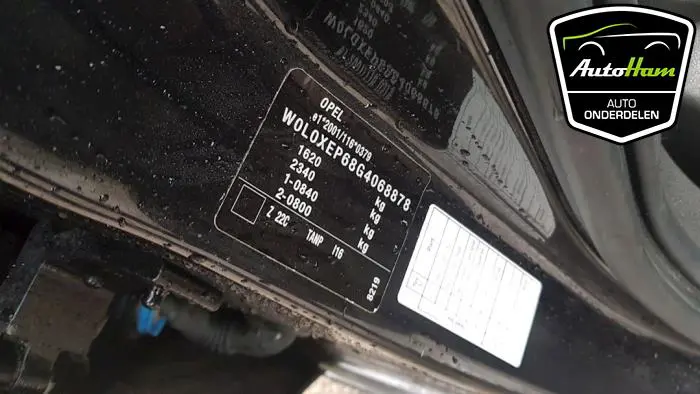 OPEL
e1*2001/116*0379
W0L0XEP68G4068878
1620 kg
2340 kg
1-0840 kg
2-0800 kg
Z 22C TANP I16
8219
AutoHam
AUTO
ONDERDELEN